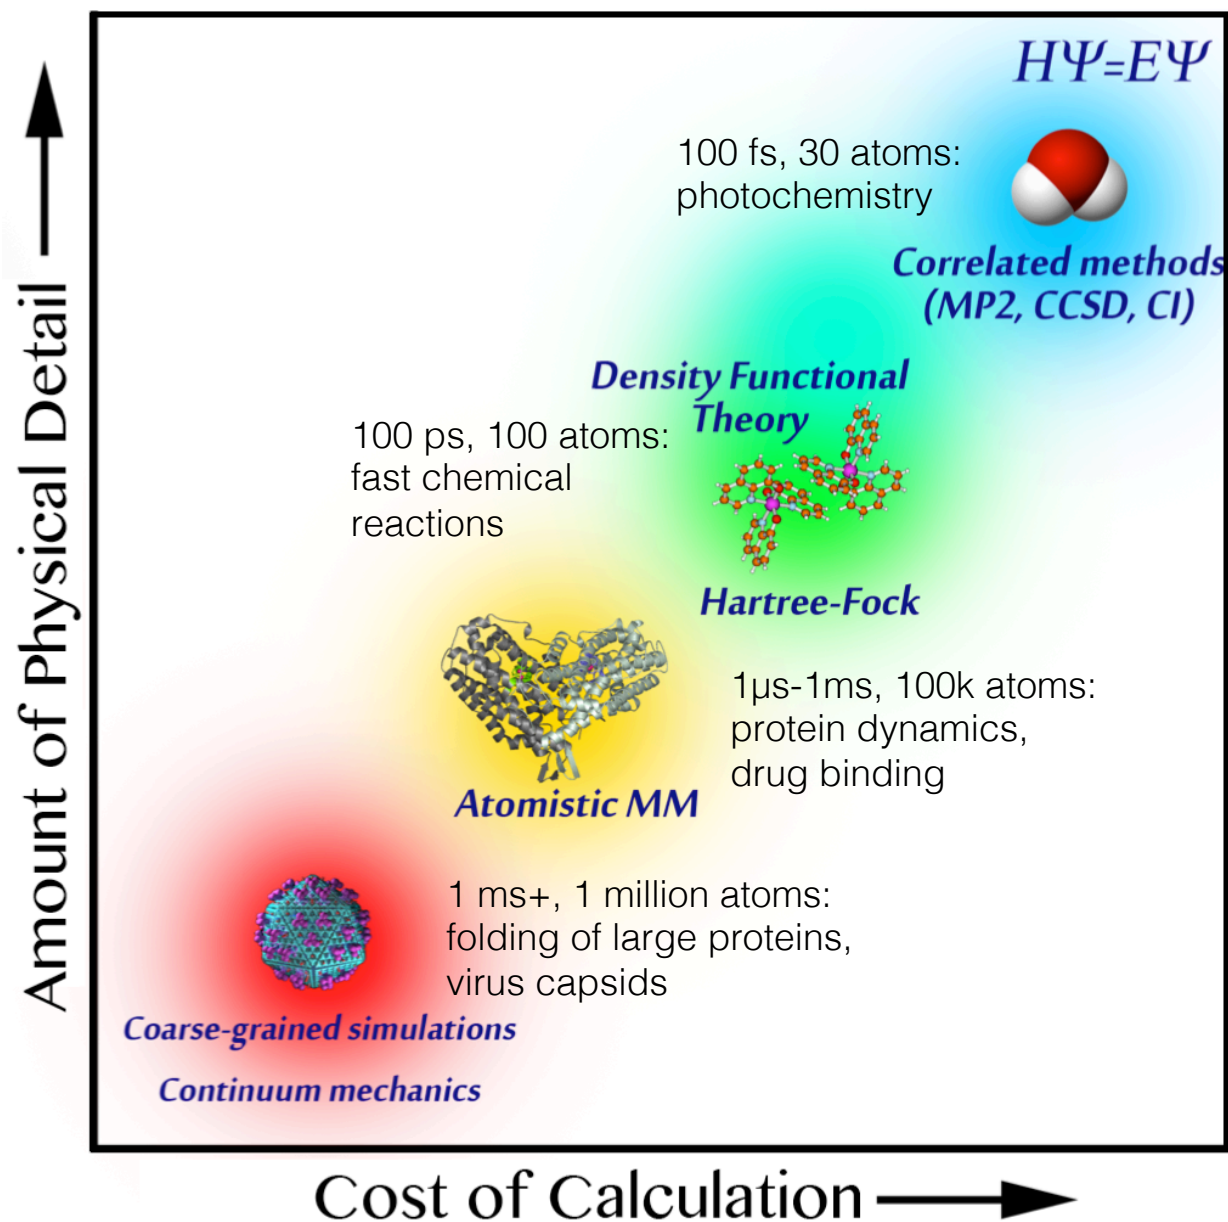 HΨ=EΨ
100 fs, 30 atoms:
photochemistry
Correlated methods
(MP2, CCSD, CI)
Density Functional
Theory
100 ps, 100 atoms:
fast chemical
reactions
Hartree-Fock
1µs-1ms, 100k atoms:
protein dynamics,
drug binding
Atomistic MM
1 ms+, 1 million atoms:
folding of large proteins,
virus capsids
Coarse-grained simulations
Continuum mechanics
Amount of Physical Detail
Cost of Calculation